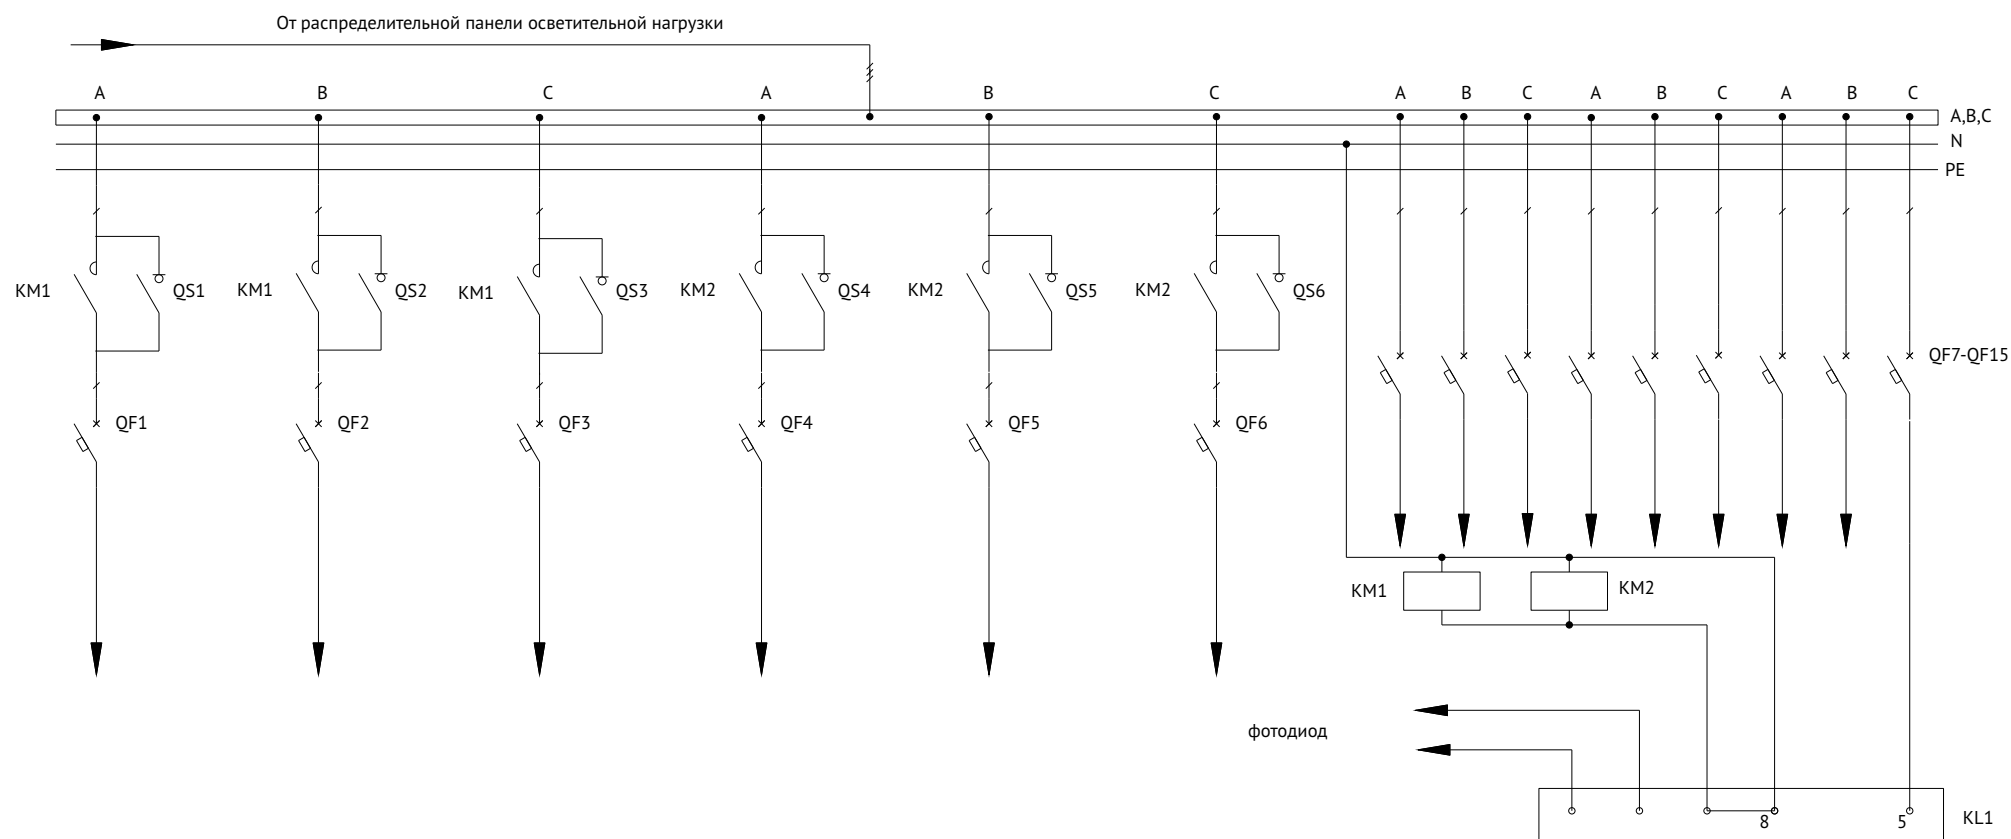 От распределительной панели осветительной нагрузки
A B C A B C A B C A B C A B C
A,B,C
N
PE
KM1 QS1 KM1 QS2 KM1 QS3 KM2 QS4 KM2 QS5 KM2 QS6
QF7-QF15
QF1 QF2 QF3 QF4 QF5 QF6
KM1 KM2
фотодиод
8 5 KL1